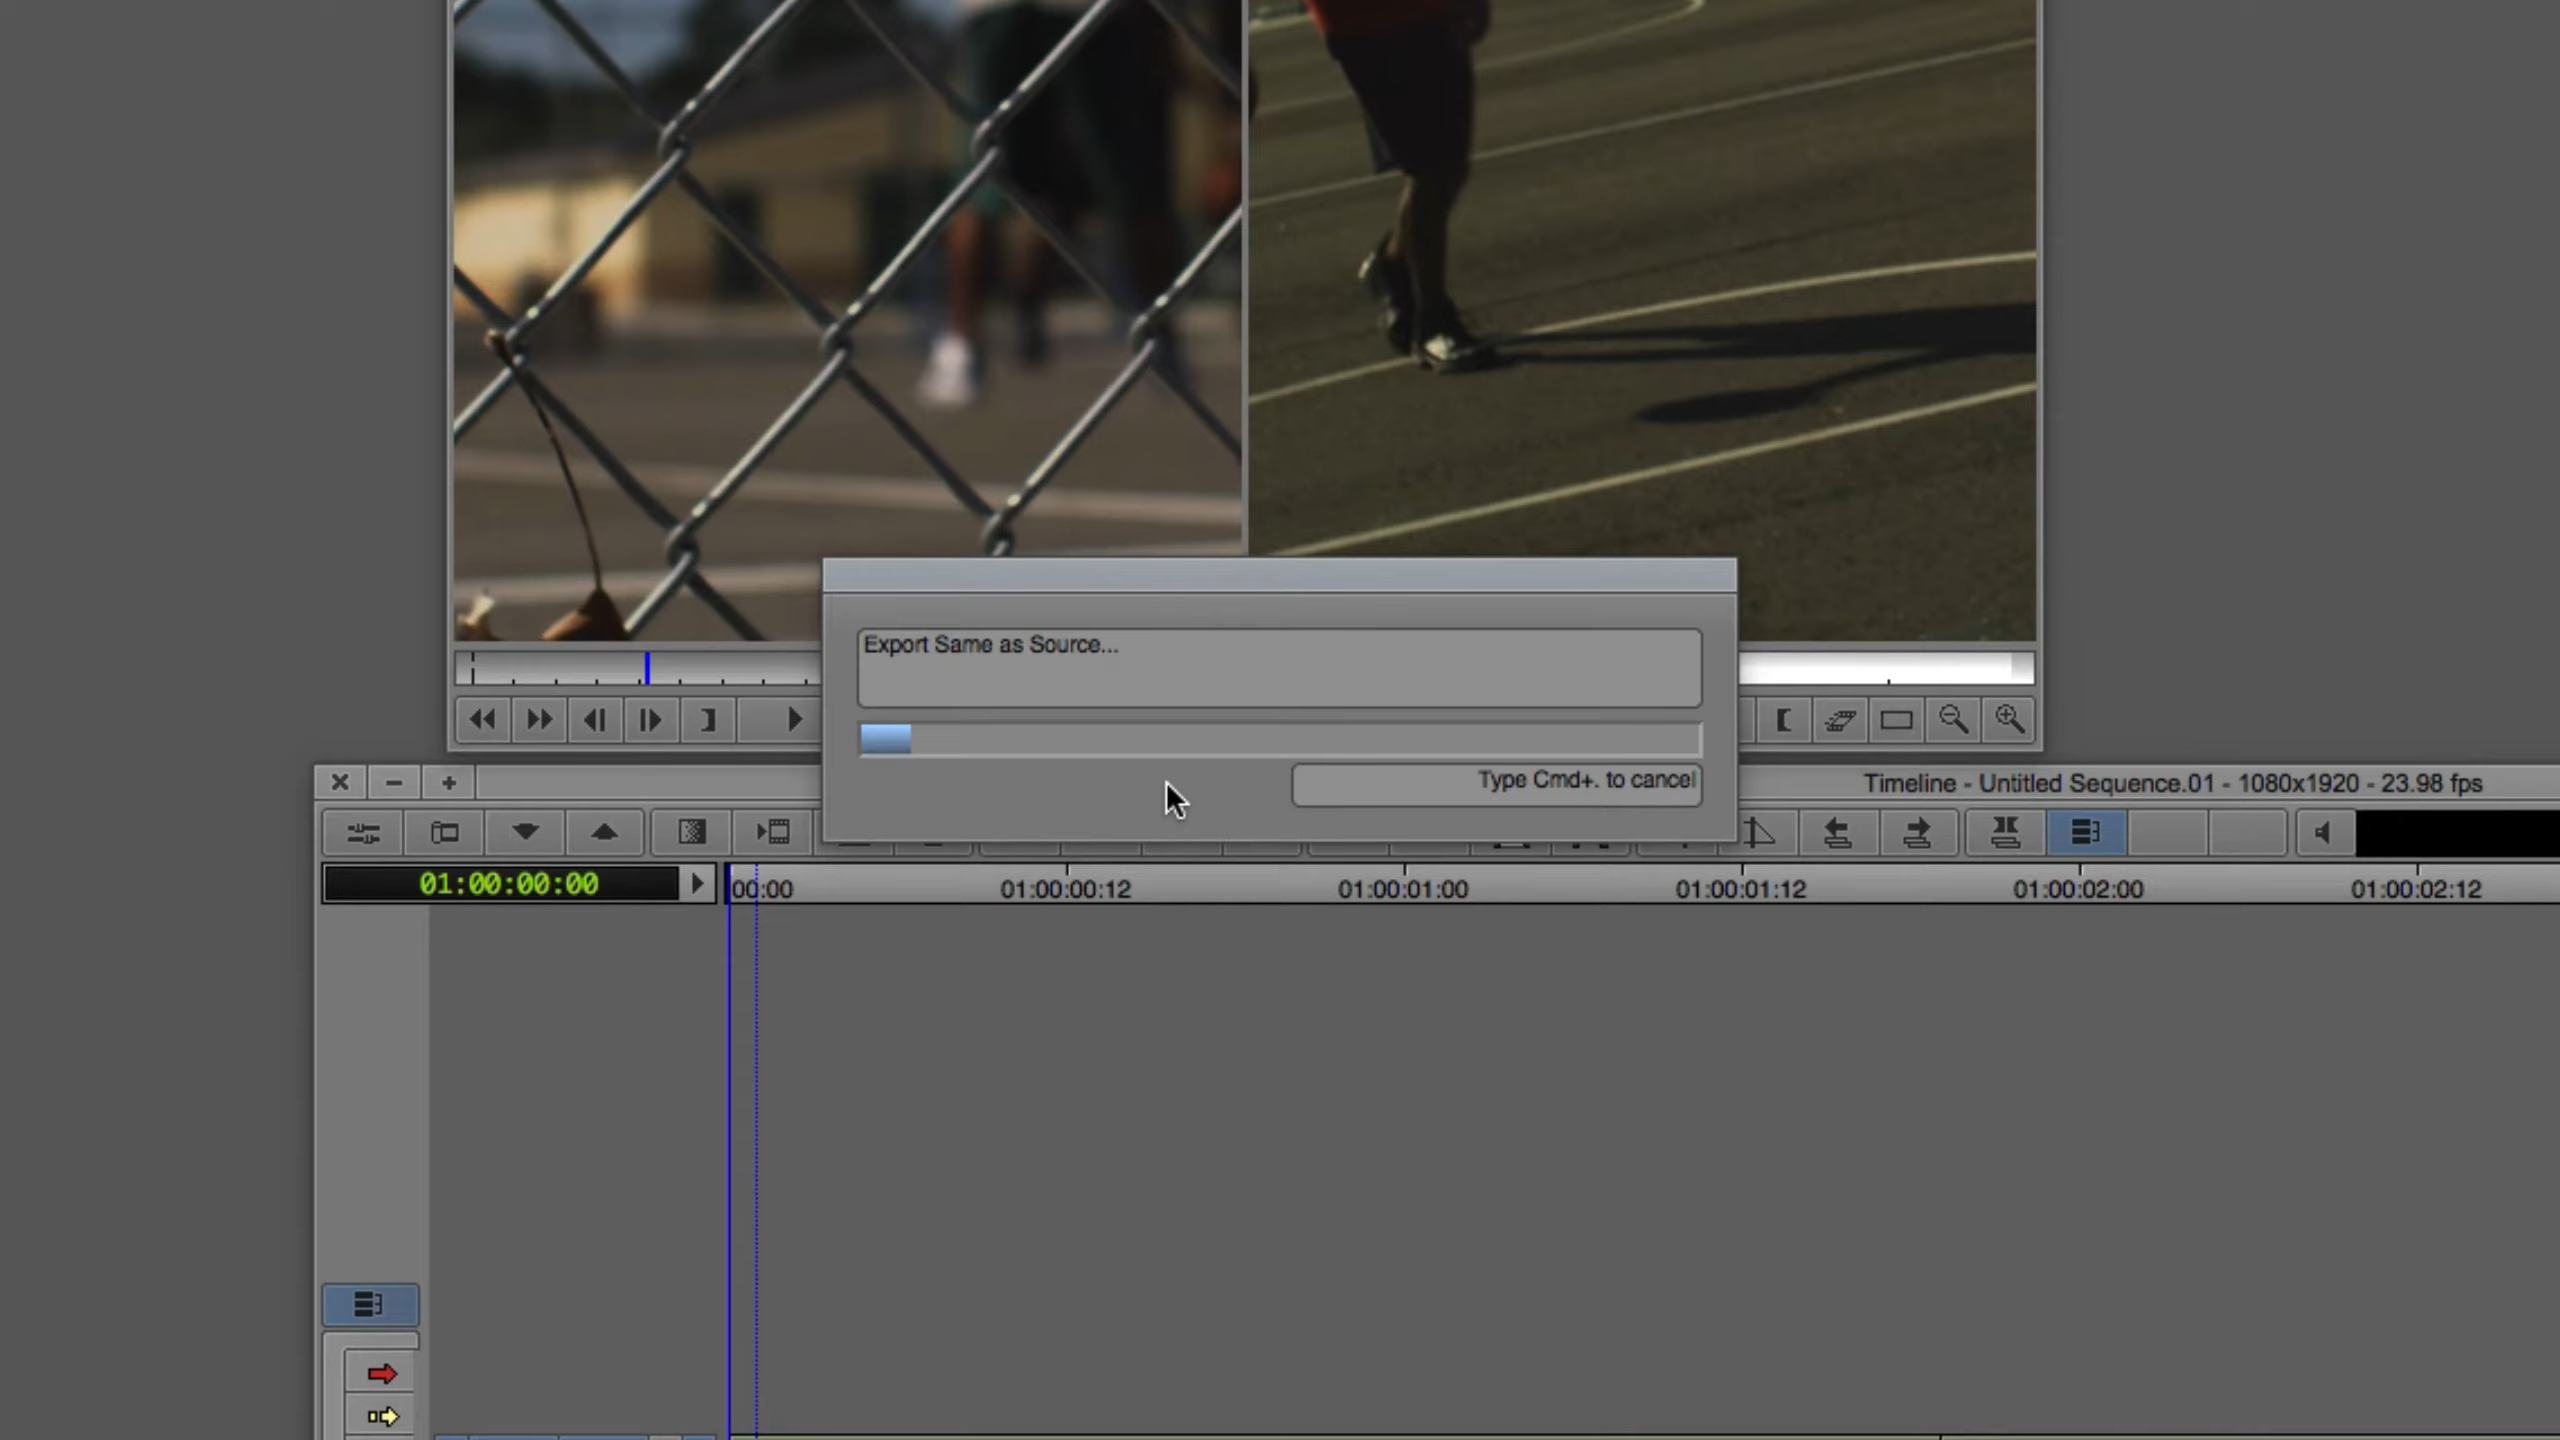 Export Same as Source...
Type Cmd+. to cancel
Timeline - Untitled Sequence.01 - 1080x1920 - 23.98 fps
01:00:00:00
00:00
01:00:00:12
01:00:01:00
01:00:01:12
01:00:02:00
01:00:02:12